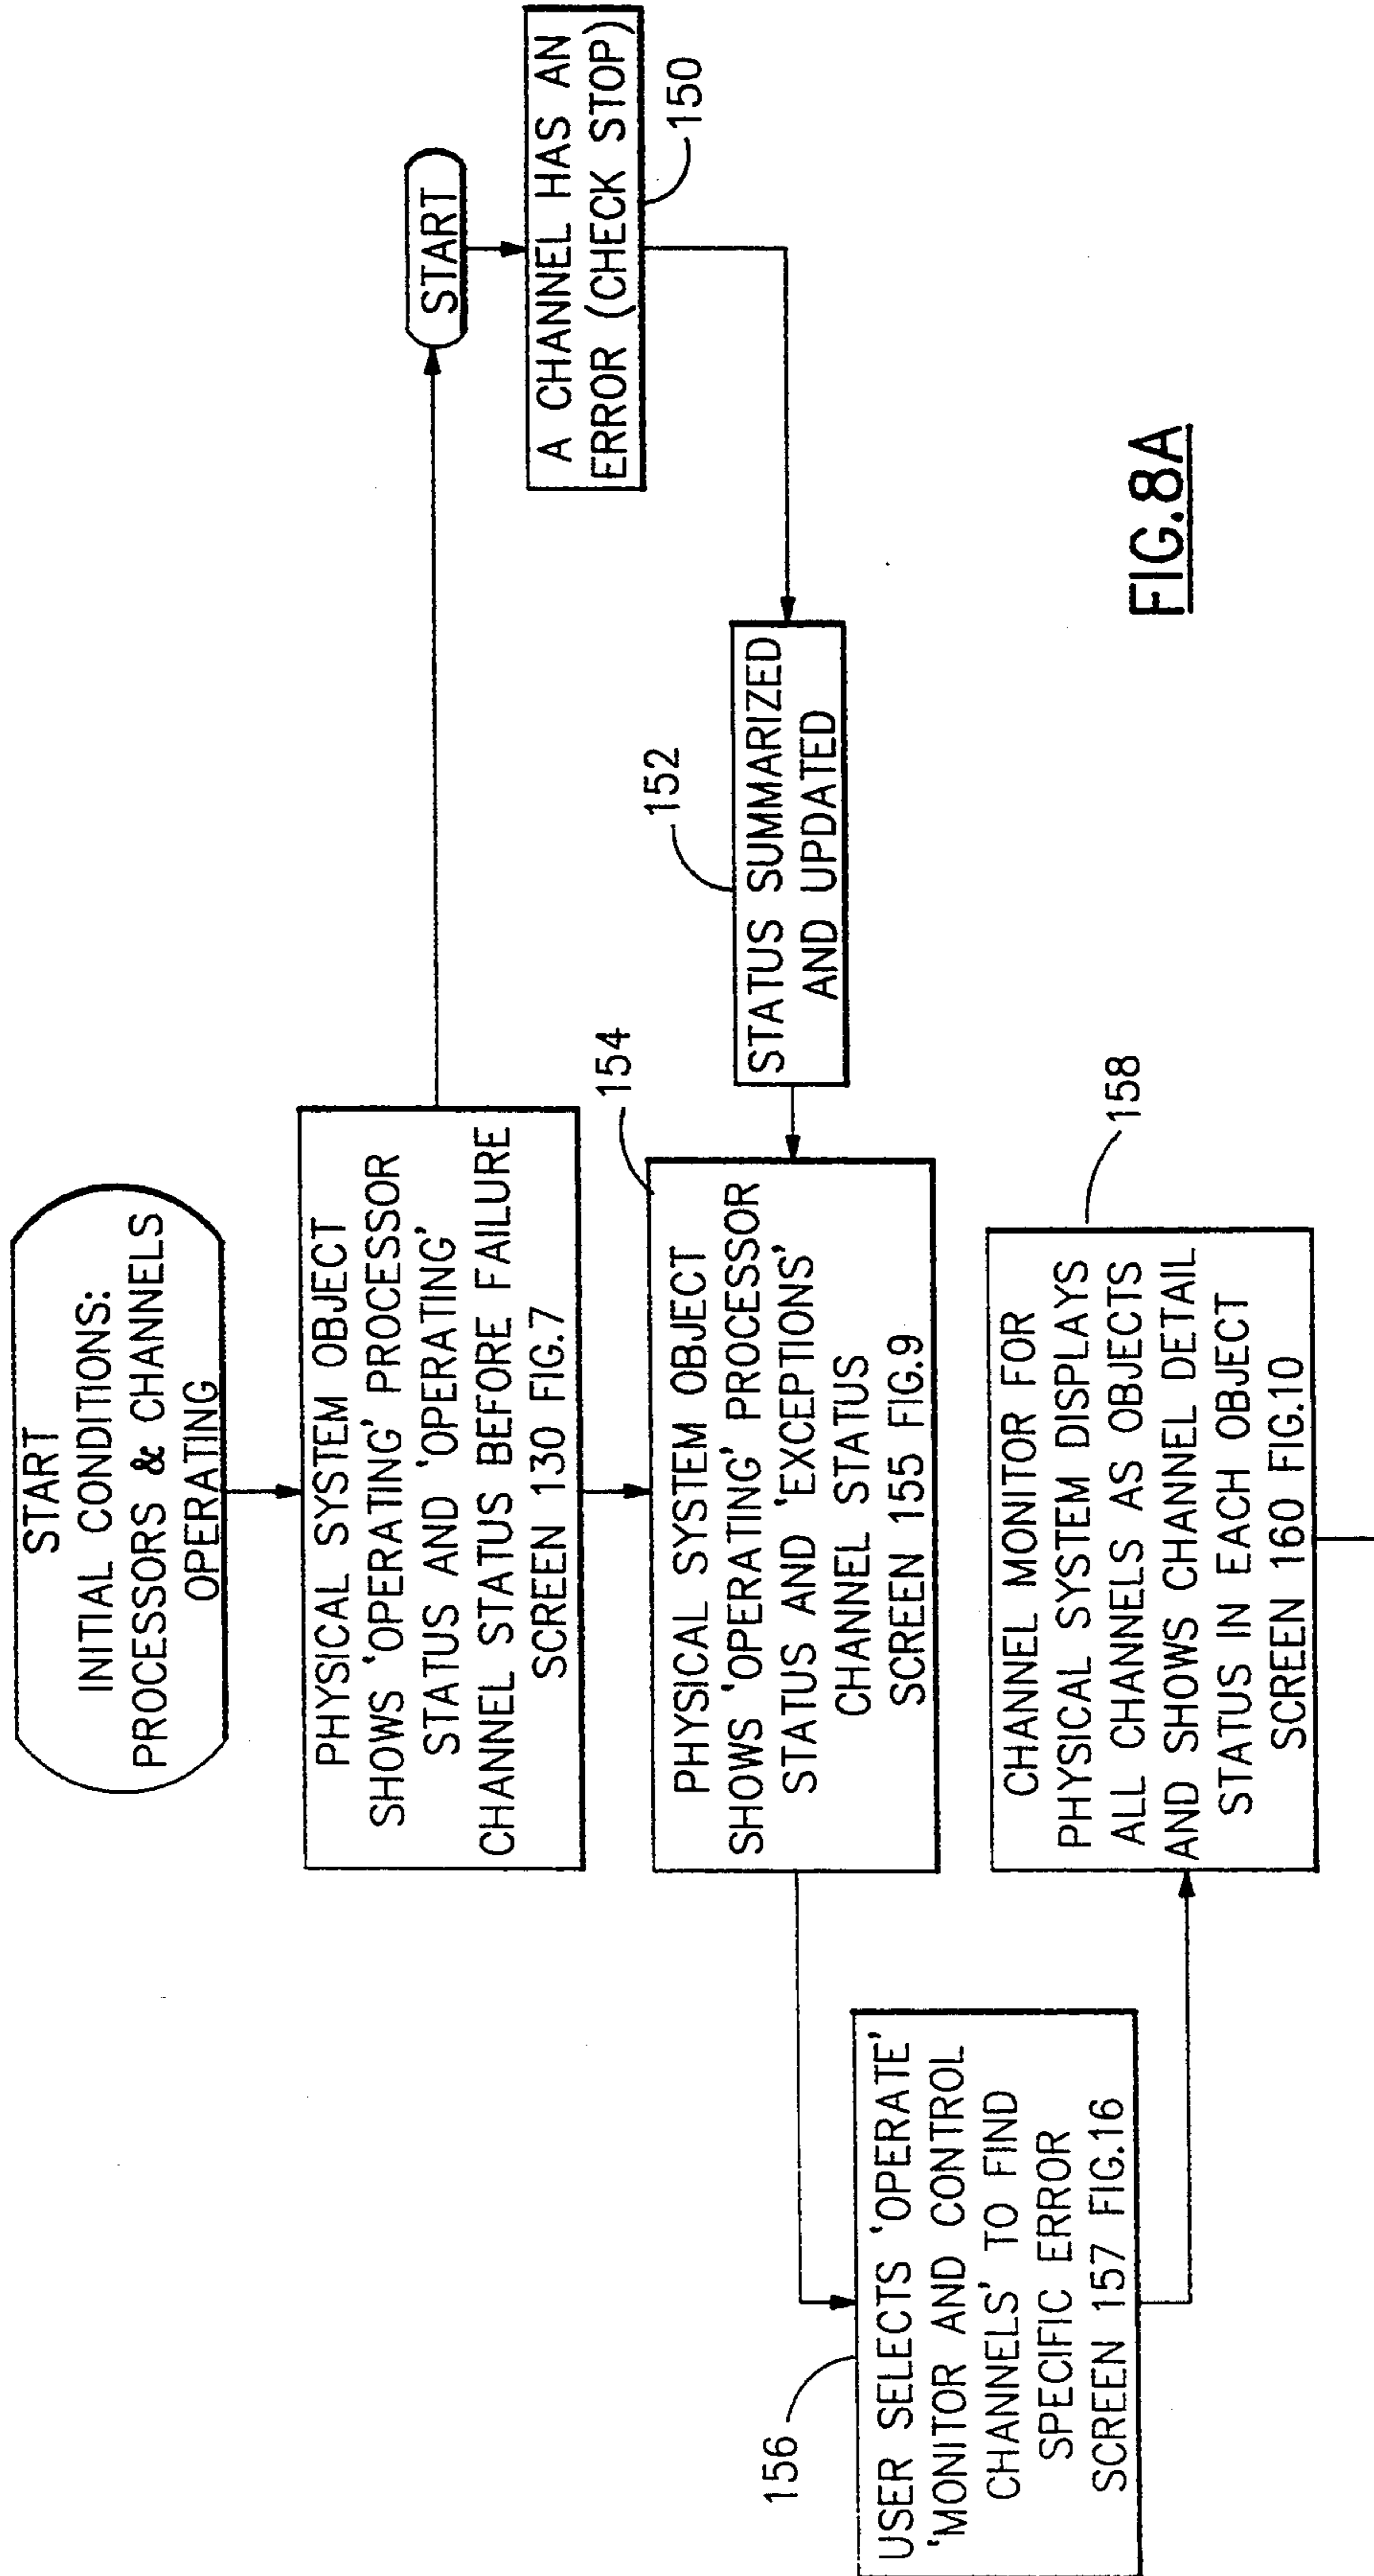 START
INITIAL CONDITIONS:
PROCESSORS & CHANNELS
OPERATING
PHYSICAL SYSTEM OBJECT
SHOWS 'OPERATING' PROCESSOR
STATUS AND 'OPERATING'
CHANNEL STATUS BEFORE FAILURE
SCREEN 130 FIG.7
START
A CHANNEL HAS AN
ERROR (CHECK STOP)
150
152
STATUS SUMMARIZED
AND UPDATED
154
PHYSICAL SYSTEM OBJECT
SHOWS 'OPERATING' PROCESSOR
STATUS AND 'EXCEPTIONS'
CHANNEL STATUS
SCREEN 155 FIG.9
156
USER SELECTS 'OPERATE'
'MONITOR AND CONTROL
CHANNELS' TO FIND
SPECIFIC ERROR
SCREEN 157 FIG.16
158
CHANNEL MONITOR FOR
PHYSICAL SYSTEM DISPLAYS
ALL CHANNELS AS OBJECTS
AND SHOWS CHANNEL DETAIL
STATUS IN EACH OBJECT
SCREEN 160 FIG.10
FIG.8A